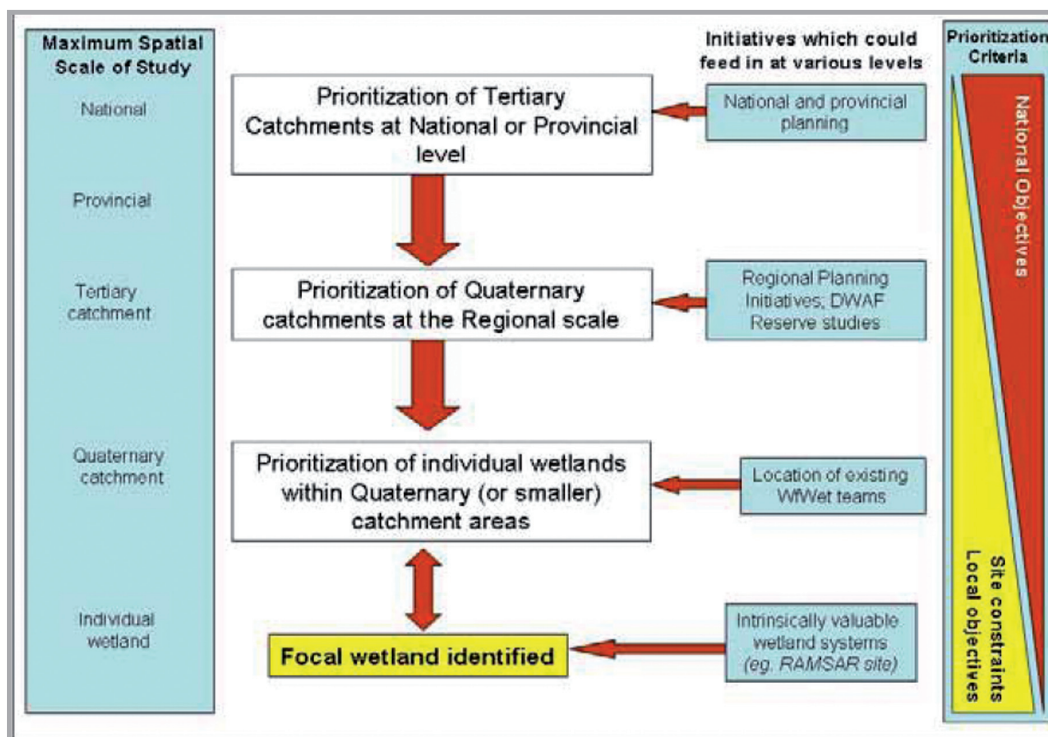 Maximum Spatial
Scale of Study
National
Provincial
Tertiary
catchment
Quaternary
catchment
Individual
wetland
Prioritization of Tertiary
Catchments at National or Provincial
level
Prioritization of Quaternary
catchments at the Regional scale
Prioritization of individual wetlands
within Quaternary (or smaller)
catchment areas
Focal wetland identified
Initiatives which could
feed in at various levels
National and provincial
planning
Regional Planning
Initiatives; DWAF
Reserve studies
Location of existing
WfWet teams
Intrinsically valuable
wetland systems
(eg. RAMSAR site)
Prioritization
Criteria
National Objectives
Site constraints
Local objectives